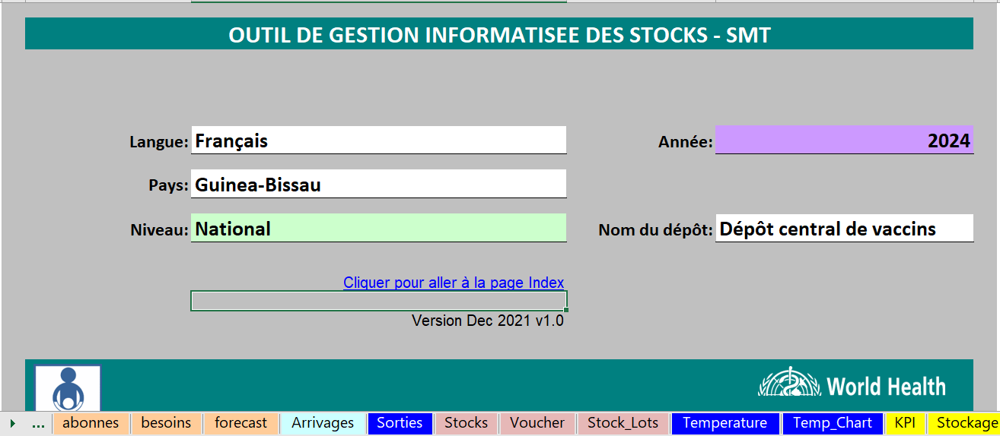 OUTIL DE GESTION INFORMATISEE DES STOCKS - SMT
Langue: Français Année: 2024
Pays: Guinea-Bissau
Niveau: National Nom du dépôt: Dépôt central de vaccins
Cliquer pour aller à la page Index
Version Dec 2021 v1.0
World Health
... abonnes besoins forecast Arrivages Sorties Stocks Voucher Stock_Lots Temperature Temp_Chart KPI Stockage